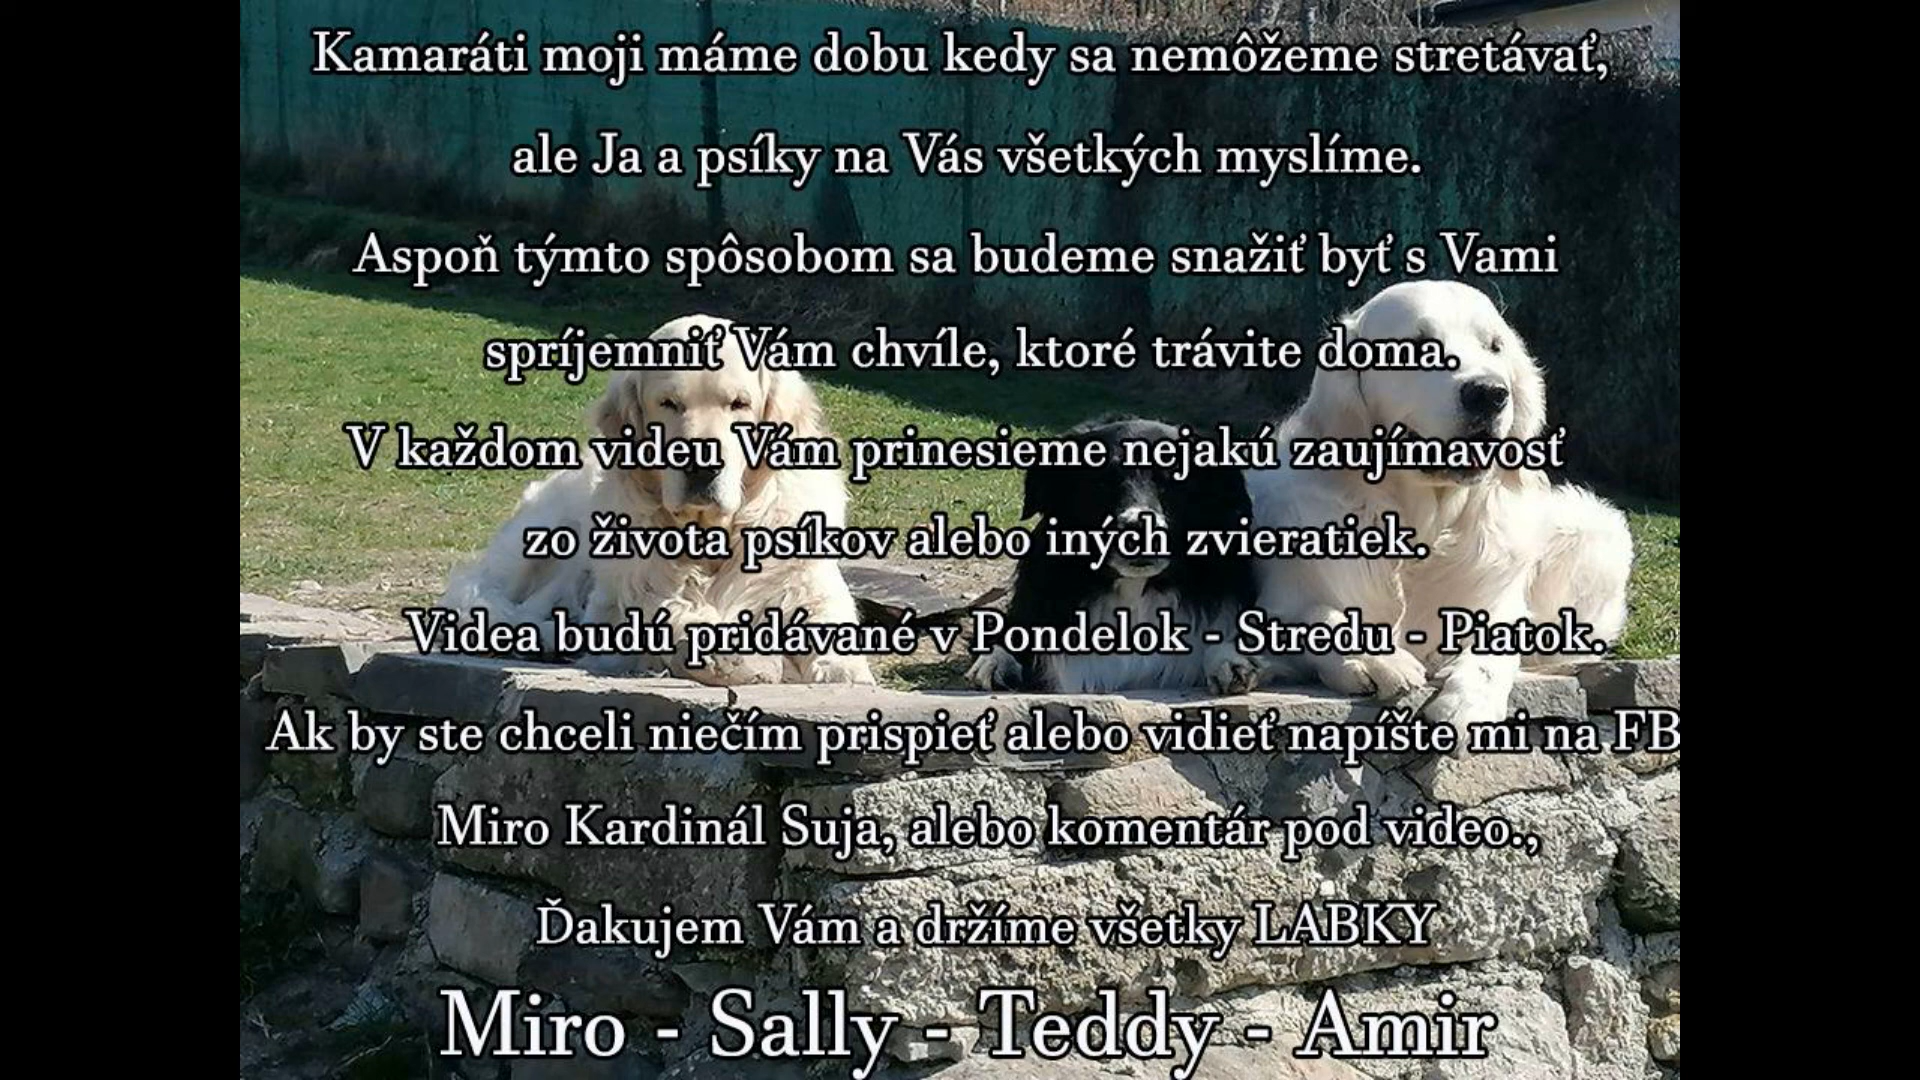 Kamaráti moji máme dobu kedy sa nemôžeme stretávať,
ale Ja a psíky na Vás všetkých myslíme.
Aspoň týmto spôsobom sa budeme snažiť byť s Vami
spríjemniť Vám chvíle, ktoré trávite doma.
V každom videu Vám prinesieme nejakú zaujímavosť
zo života psíkov alebo iných zvieratiek.
Videa budú pridávané v Pondelok - Stredu - Piatok.
Ak by ste chceli niečím prispieť alebo vidieť napíšte mi na FB
Miro Kardinál Suja, alebo komentár pod video.,
Ďakujem Vám a držíme všetky LABKY
Miro - Sally - Teddy - Amir